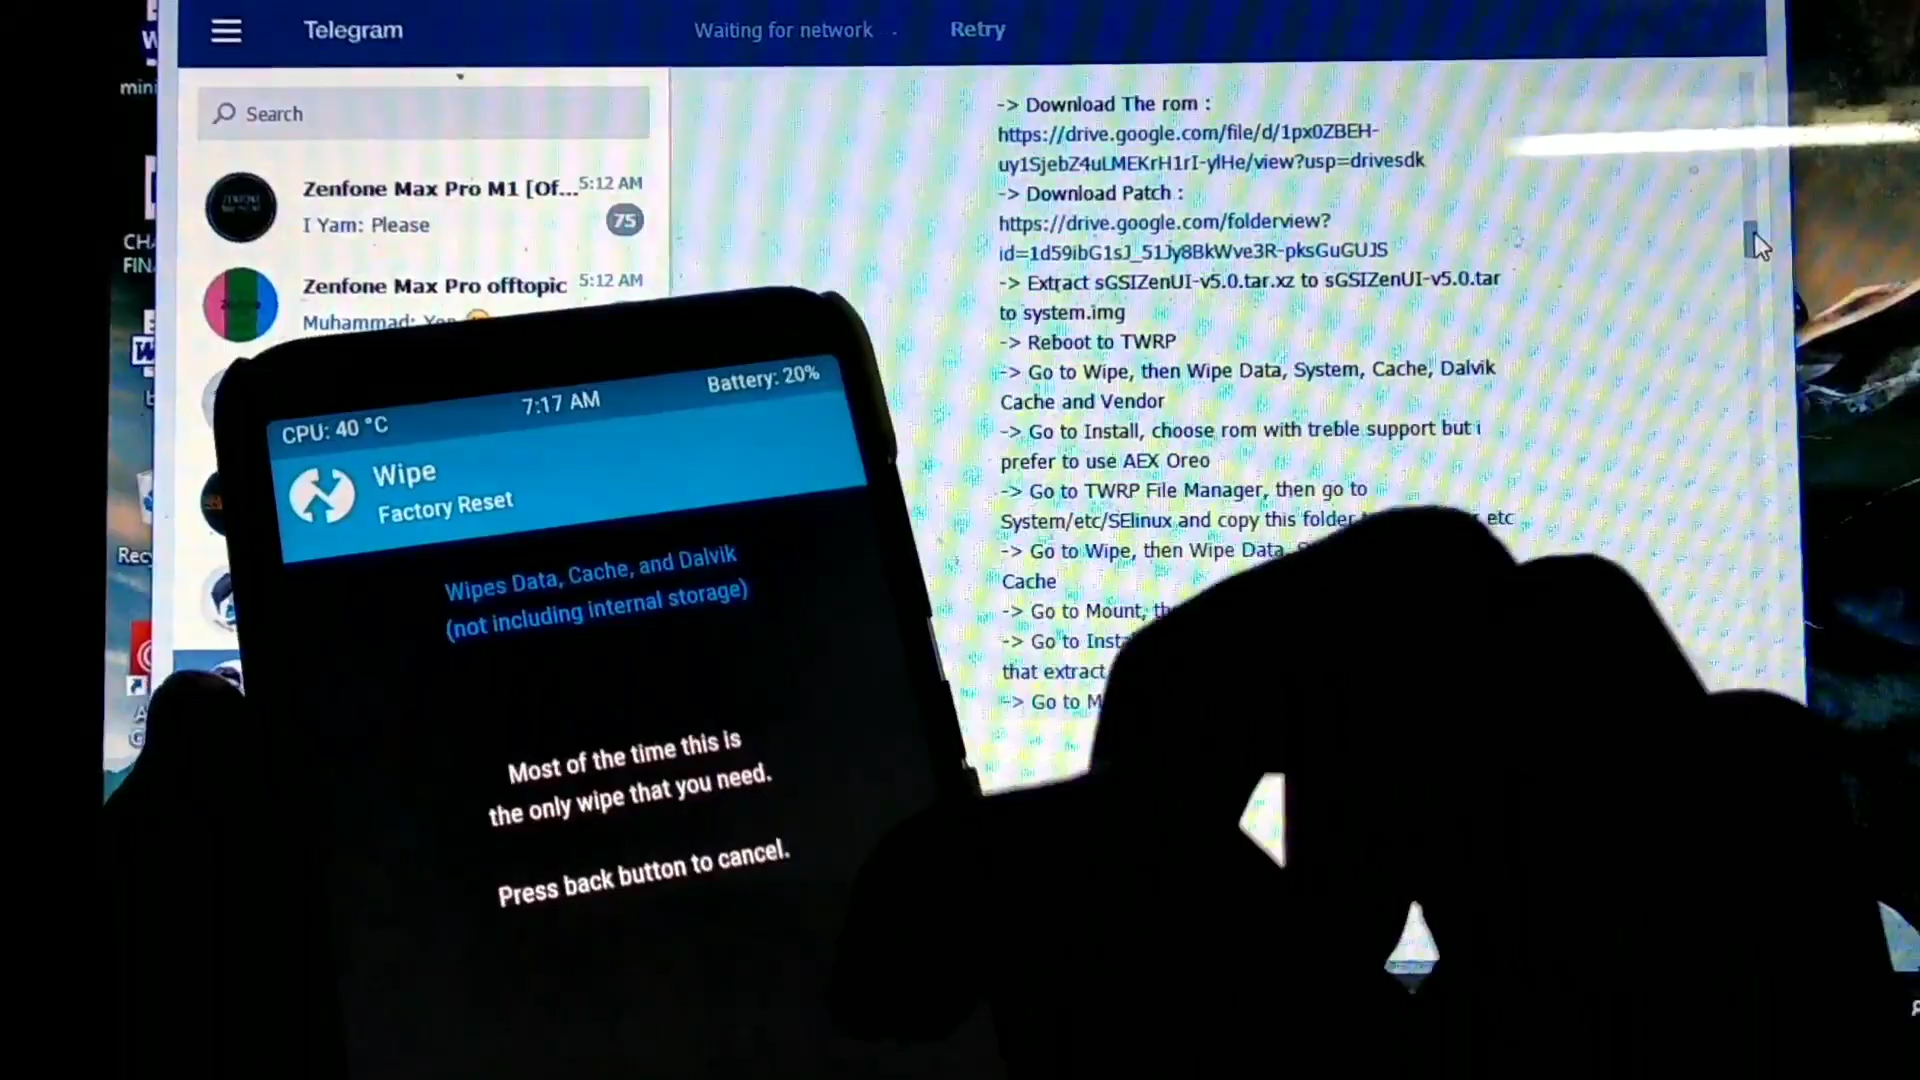 Telegram
Waiting for network
Retry
Search
Zenfone Max Pro M1 [Of... 5:12 AM
I Yam: Please 75
Zenfone Max Pro offtopic 5:12 AM
Muhammad:
-> Download The rom :
https://drive.google.com/file/d/1px0ZBEH-
uy1SjebZ4uLMEKrH1rI-ylHe/view?usp=drivesdk
-> Download Patch :
https://drive.google.com/folderview?
id=1d59ibG1sJ_51Jy8BkWve3R-pksGuGUJS
-> Extract sGSIZenUI-v5.0.tar.xz to sGSIZenUI-v5.0.tar
to system.img
-> Reboot to TWRP
-> Go to Wipe, then Wipe Data, System, Cache, Dalvik
Cache and Vendor
-> Go to Install, choose rom with treble support but i
prefer to use AEX Oreo
-> Go to TWRP File Manager, then go to
System/etc/SElinux and copy this folder etc
-> Go to Wipe, then Wipe Data,
Cache
-> Go to Mount,
-> Go to
that extract
-> Go to
CPU: 40 °C
7:17 AM
Battery: 20%
Wipe
Factory Reset
Wipes Data, Cache, and Dalvik
(not including internal storage)
Most of the time this is
the only wipe that you need.
Press back button to cancel.